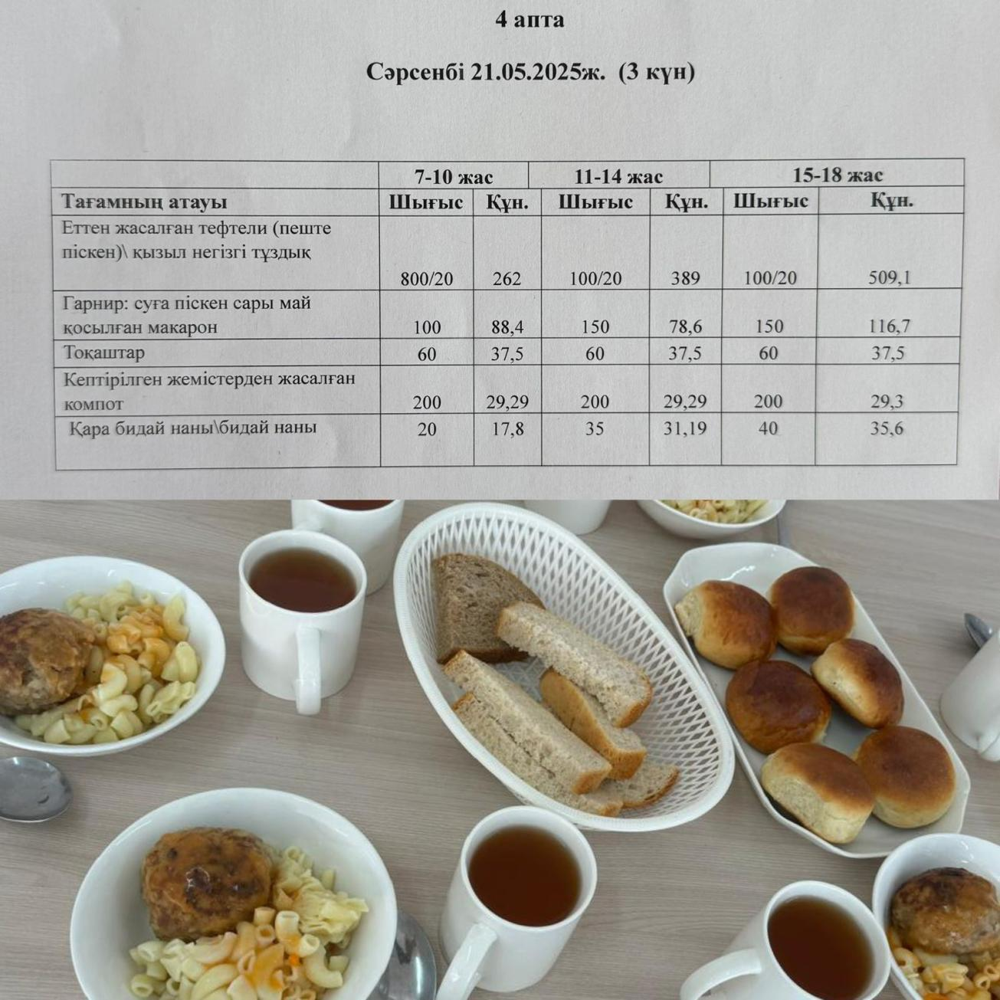 4 апта
Сәрсенбі 21.05.2025ж. (3 күн)
7-10 жас 11-14 жас 15-18 жас
Тағамның атауы Шығыс Құн. Шығыс Құн. Шығыс Құн.
Еттен жасалған тефтели (пеште
піскен)\ қызыл негізгі тұздық
800/20 262 100/20 389 100/20 509,1
Гарнир: суға піскен сары май
қосылған макарон 100 88,4 150 78,6 150 116,7
Тоқаштар 60 37,5 60 37,5 60 37,5
Кептірілген жемістерден жасалған
компот 200 29,29 200 29,29 200 29,3
Қара бидай наны\бидай наны 20 17,8 35 31,19 40 35,6